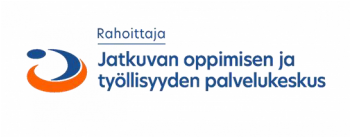 Rahoittaja
Jatkuvan oppimisen ja
työllisyyden palvelukeskus